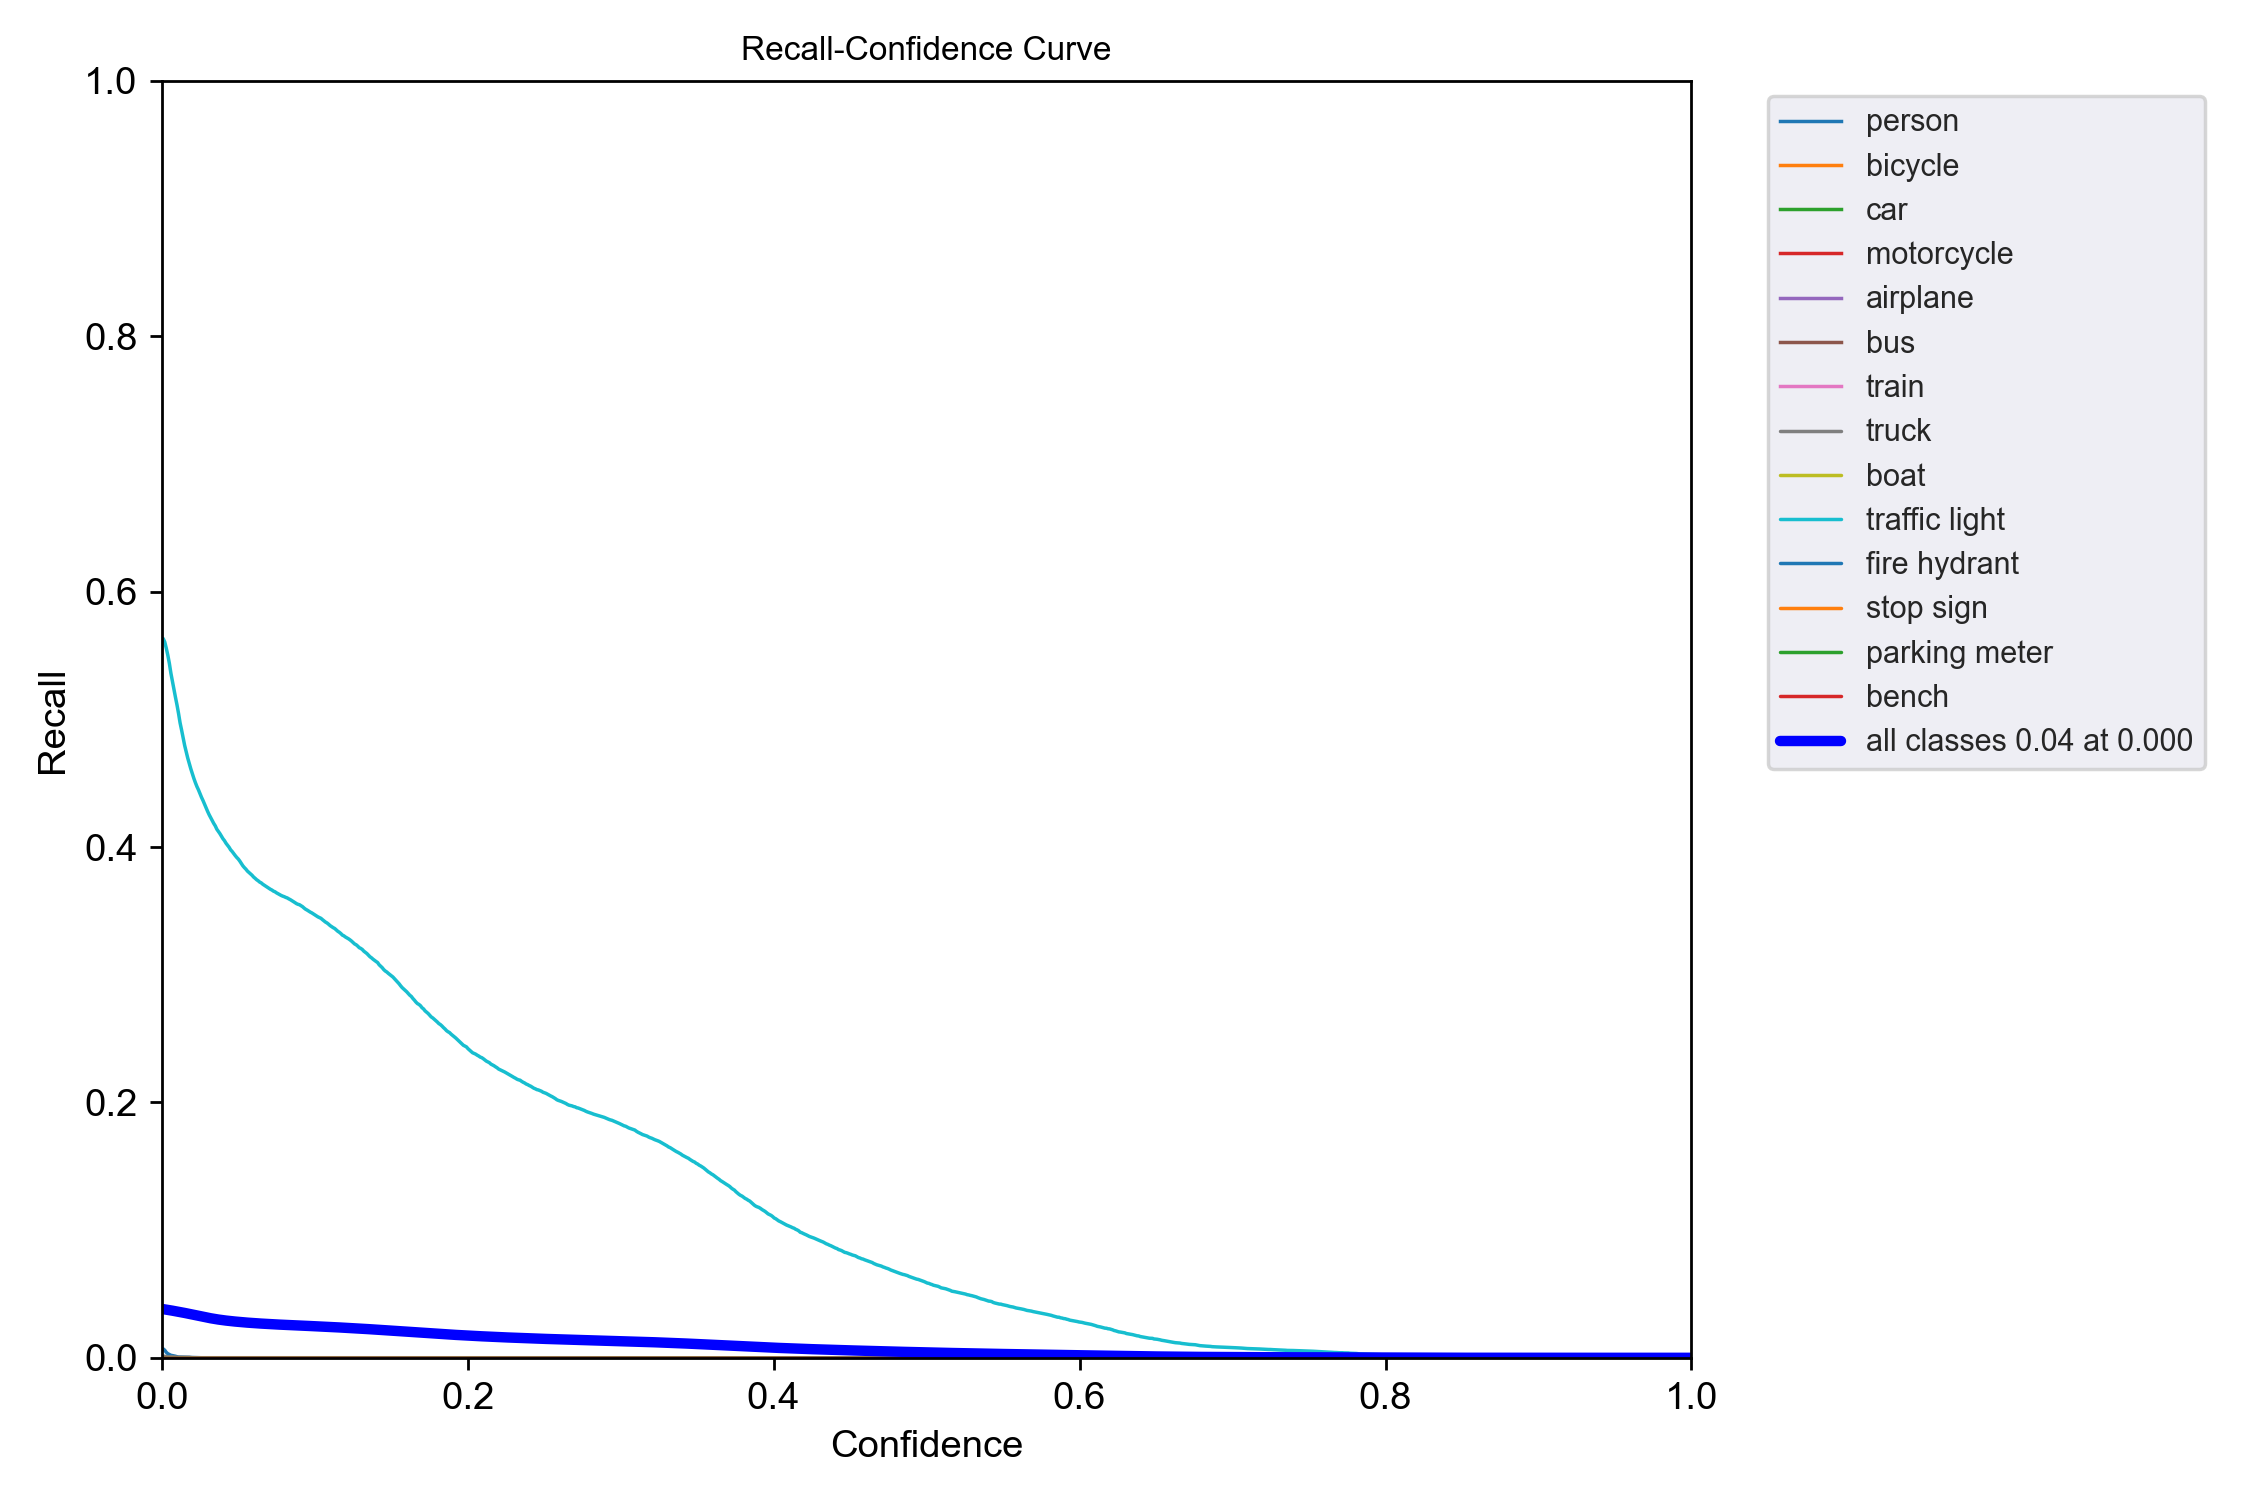 Recall-Confidence Curve
1.0
0.8
0.6
0.4
0.2
0.0
Recall
0.0 0.2 0.4 0.6 0.8 1.0
Confidence
person
bicycle
car
motorcycle
airplane
bus
train
truck
boat
traffic light
fire hydrant
stop sign
parking meter
bench
all classes 0.04 at 0.000